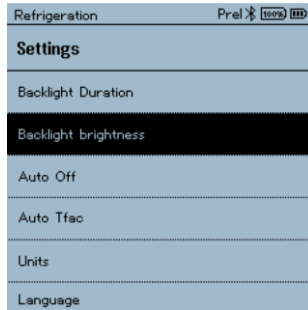 Refrigeration Prel 100%
Settings
Backlight Duration
Backlight brightness
Auto Off
Auto Tfac
Units
Language